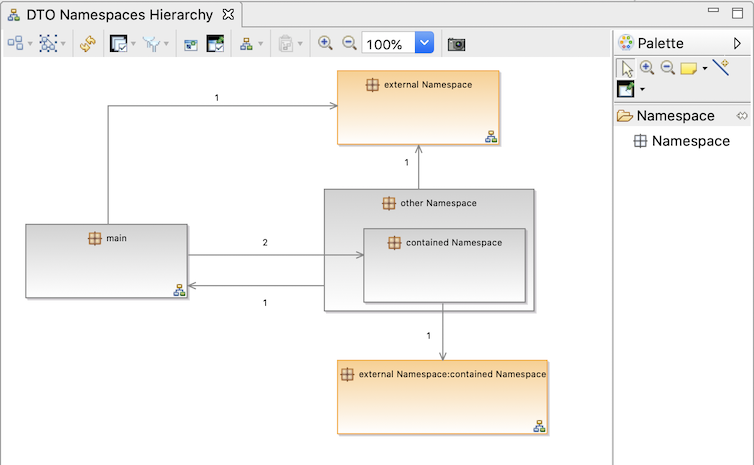 DTO Namespaces Hierarchy
100%
Palette
Namespace
Namespace
external Namespace
1
1
other Namespace
main
2
contained Namespace
1
1
external Namespace:contained Namespace